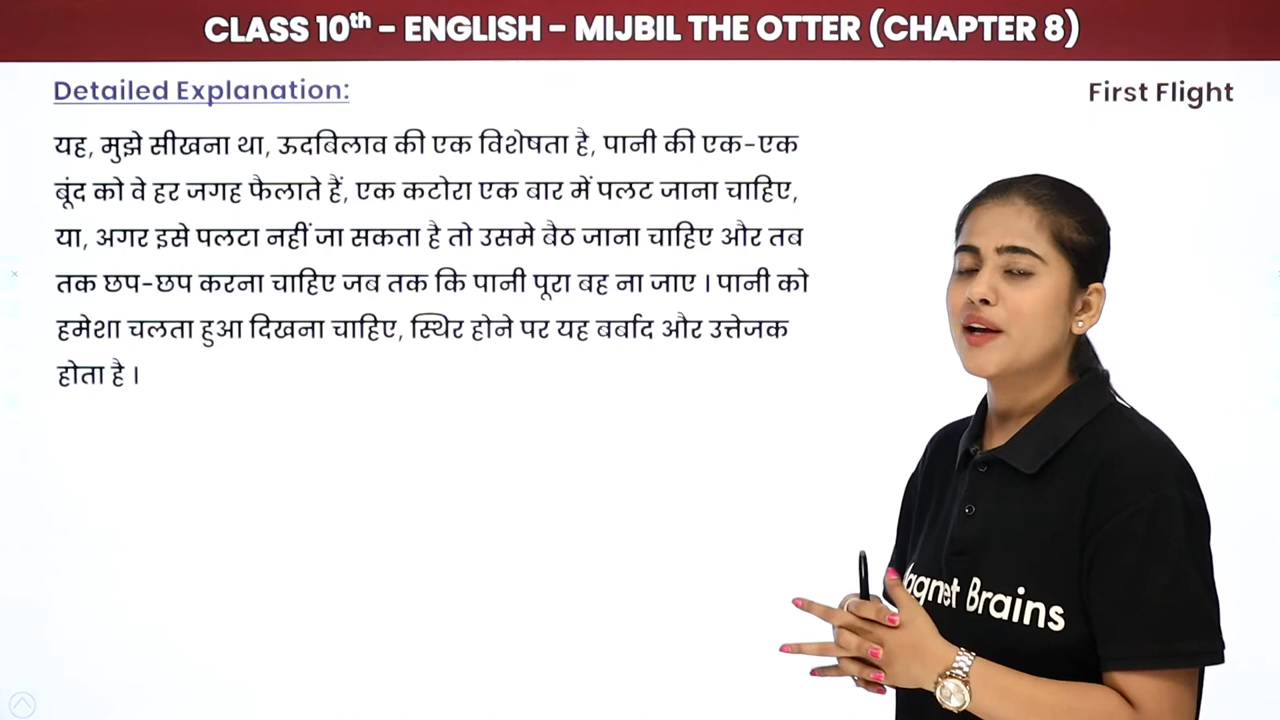 CLASS 10th - ENGLISH - MIJBIL THE OTTER (CHAPTER 8)
Detailed Explanation:
First Flight
यह, मुझे सीखना था, ऊदबिलाव की एक विशेषता है, पानी की एक-एक
बूंद को वे हर जगह फैलाते हैं, एक कटोरा एक बार में पलट जाना चाहिए,
या, अगर इसे पलटा नहीं जा सकता है तो उसमे बैठ जाना चाहिए और तब
तक छप-छप करना चाहिए जब तक कि पानी पूरा बह ना जाए । पानी को
हमेशा चलता हुआ दिखना चाहिए, स्थिर होने पर यह बर्बाद और उत्तेजक
होता है ।
Brains